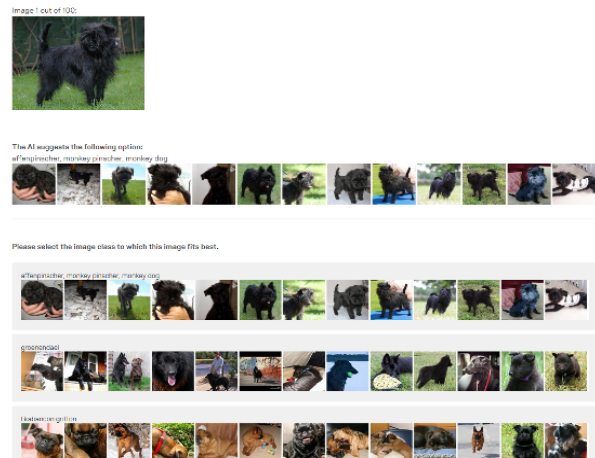 Image 1 out of 100:
The AI suggests the following option:
affenpinscher, monkey pinscher, monkey dog
Please select the image class to which this image fits best.
affenpinscher, monkey pinscher, monkey dog
groenendael